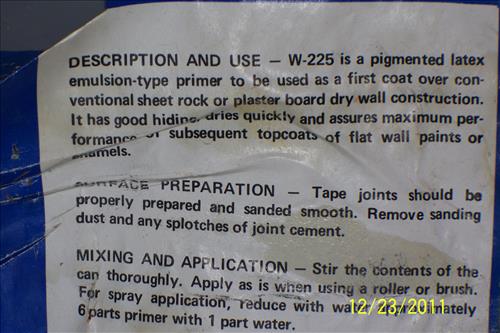 DESCRIPTION AND USE — W-225 is a pigmented latex
emulsion-type primer to be used as a first coat over con-
ventional sheet rock or plaster board dry wall construction.
It has good hiding, dries quickly and assures maximum per-
formance of subsequent topcoats of flat wall paints or
enamels.
SURFACE PREPARATION — Tape joints should be
properly prepared and sanded smooth. Remove sanding
dust and any splotches of joint cement.
MIXING AND APPLICATION — Stir the contents of the
can thoroughly. Apply as is when using a roller or brush.
For spray application, reduce with water approximately
6 parts primer with 1 part water.
12/23/2011